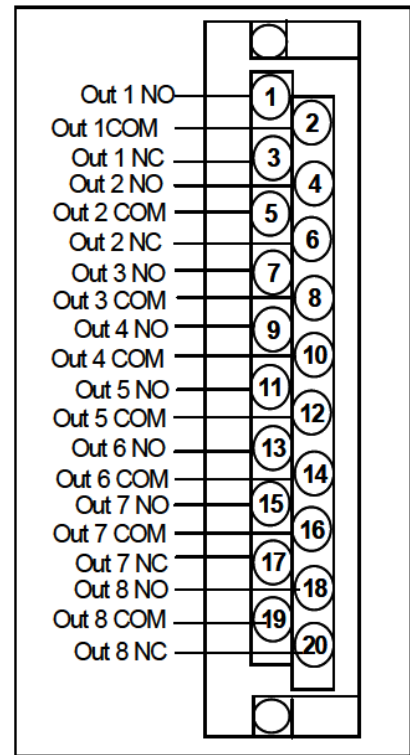 Out 1 NO 1
Out 1COM 2
Out 1 NC 3
Out 2 NO 4
Out 2 COM 5
Out 2 NC 6
Out 3 NO 7
Out 3 COM 8
Out 4 NO 9
Out 4 COM 10
Out 5 NO 11
Out 5 COM 12
Out 6 NO 13
Out 6 COM 14
Out 7 NO 15
Out 7 COM 16
Out 7 NC 17
Out 8 NO 18
Out 8 COM 19
Out 8 NC 20